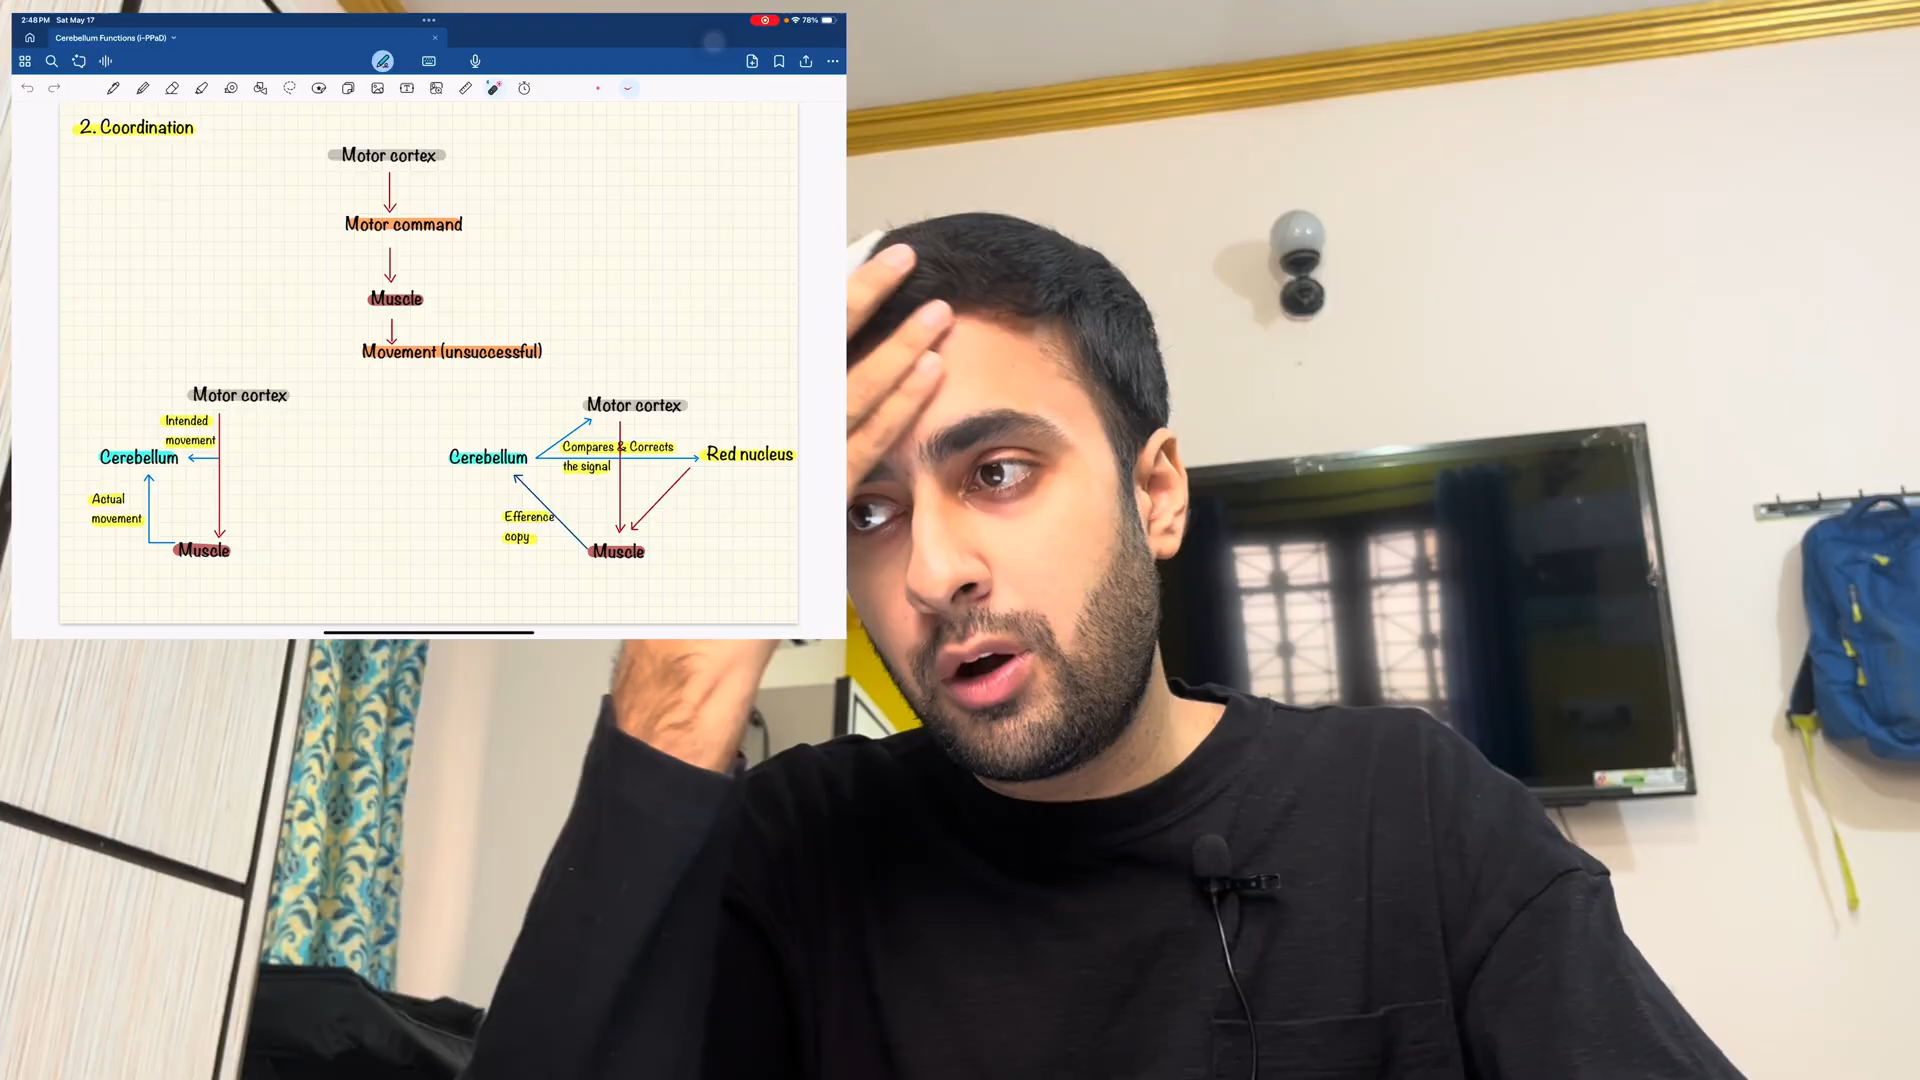 2:48 PM Sat May 17
78%
Cerebellum Functions (i-PPaD)
2. Coordination
Motor cortex
Motor command
Muscle
Movement (unsuccessful)
Motor cortex
Intended
movement
Cerebellum
Actual
movement
Muscle
Motor cortex
Compares & Corrects
the signal
Cerebellum
Red nucleus
Efference
copy
Muscle